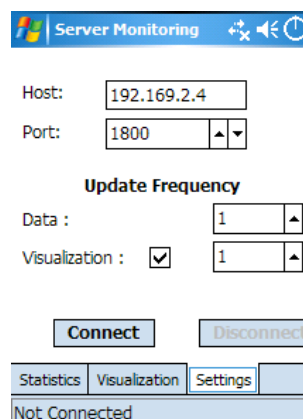 Server Monitoring
Host: 192.169.2.4
Port: 1800
Update Frequency
Data : 1
Visualization : 1
Connect Disconnect
Statistics Visualization Settings
Not Connected